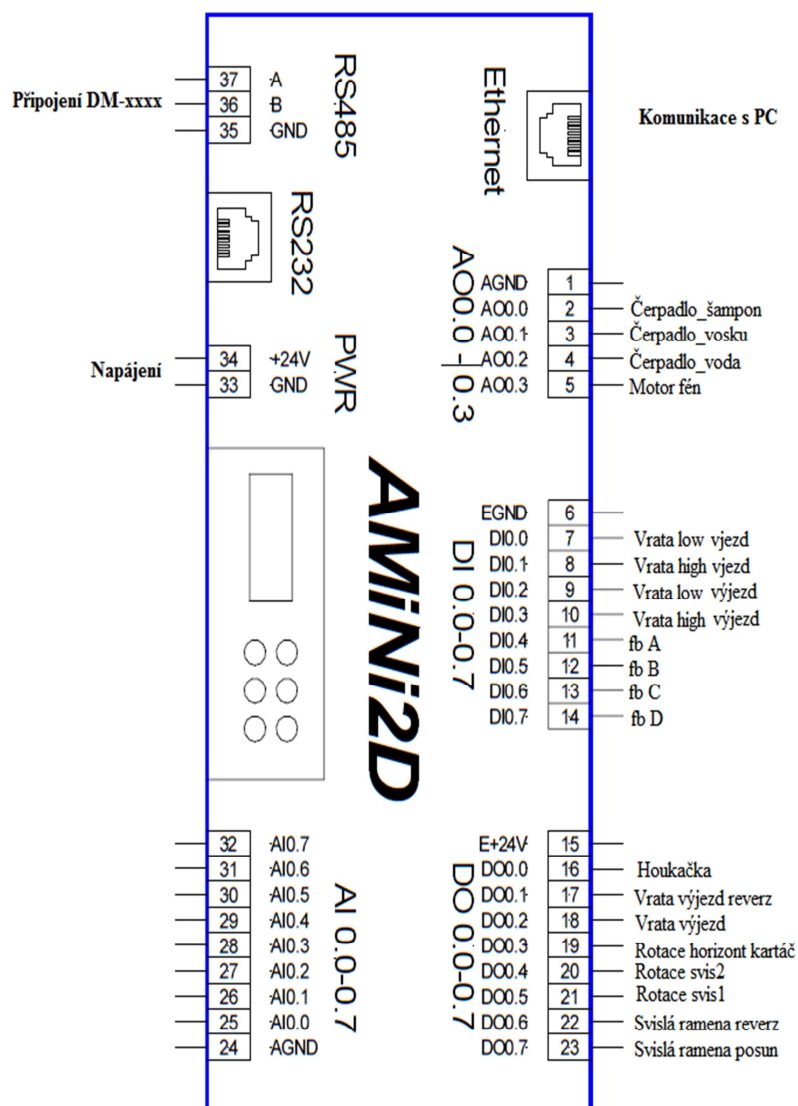 Připojení DM-xxxx
37 A
36 B
35 GND
RS485
Ethernet
Komunikace s PC
RS232
AO0.0 - 0.3
AGND 1
AO0.0 2 Čerpadlo_šampon
AO0.1 3 Čerpadlo_vosku
AO0.2 4 Čerpadlo_voda
AO0.3 5 Motor fén
Napájení
34 +24V
33 GND
PWR
AMiNi2D
DI 0.0-0.7
EGND 6
DI0.0 7 Vrata low vjezd
DI0.1 8 Vrata high vjezd
DI0.2 9 Vrata low výjezd
DI0.3 10 Vrata high výjezd
DI0.4 11 fb A
DI0.5 12 fb B
DI0.6 13 fb C
DI0.7 14 fb D
32 AI0.7
31 AI0.6
30 AI0.5
29 AI0.4
28 AI0.3
27 AI0.2
26 AI0.1
25 AI0.0
24 AGND
AI 0.0-0.7
DO 0.0-0.7
E+24V 15
DO0.0 16 Houkačka
DO0.1 17 Vrata výjezd reverz
DO0.2 18 Vrata výjezd
DO0.3 19 Rotace horizont kartáč
DO0.4 20 Rotace svis2
DO0.5 21 Rotace svis1
DO0.6 22 Svislá ramena reverz
DO0.7 23 Svislá ramena posun